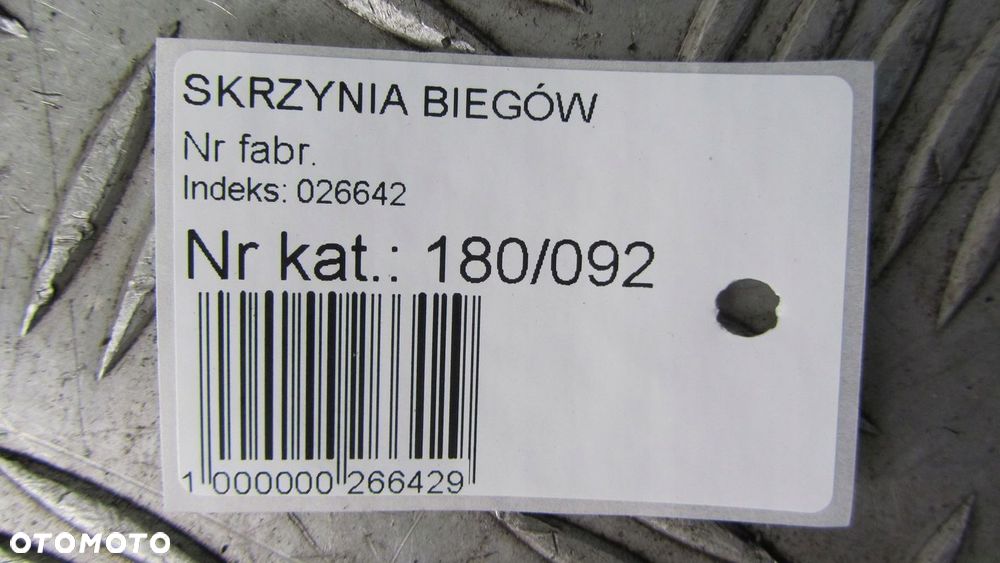 SKRZYNIA BIEGÓW
Nr fabr.
Indeks: 026642
Nr kat.: 180/092
1 000000 266429
OTOMOTO